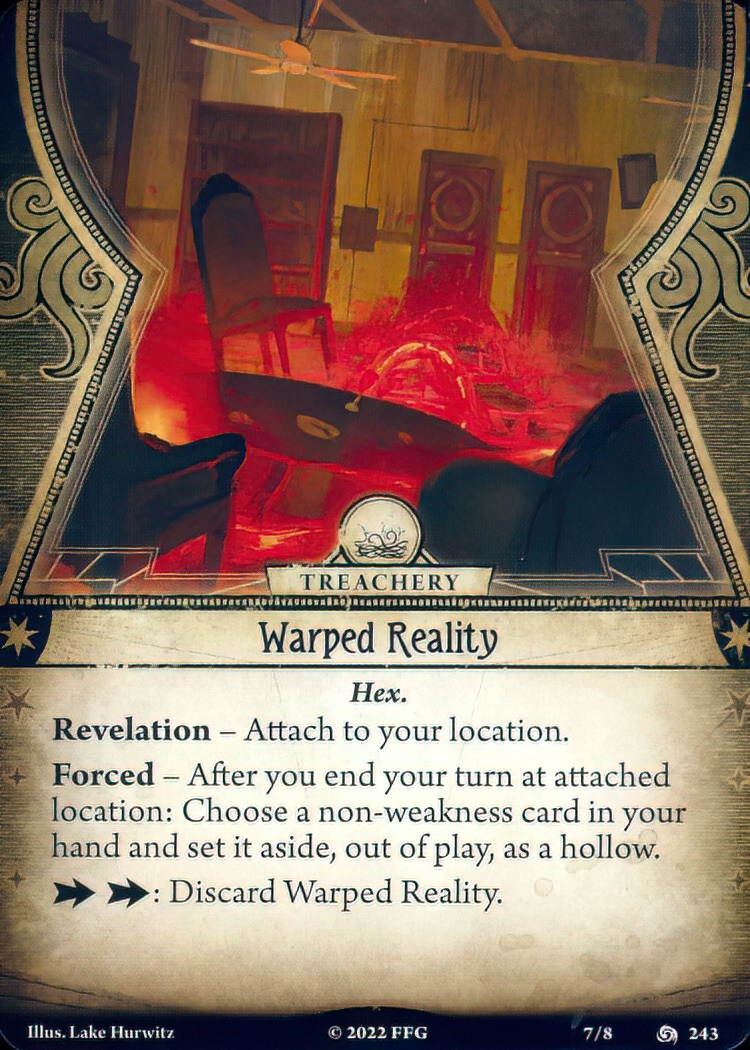 TREACHERY
Warped Reality
Hex.
Revelation – Attach to your location.
Forced – After you end your turn at attached
location: Choose a non-weakness card in your
hand and set it aside, out of play, as a hollow.
: Discard Warped Reality.
Illus. Lake Hurwitz © 2022 FFG 7/8 243